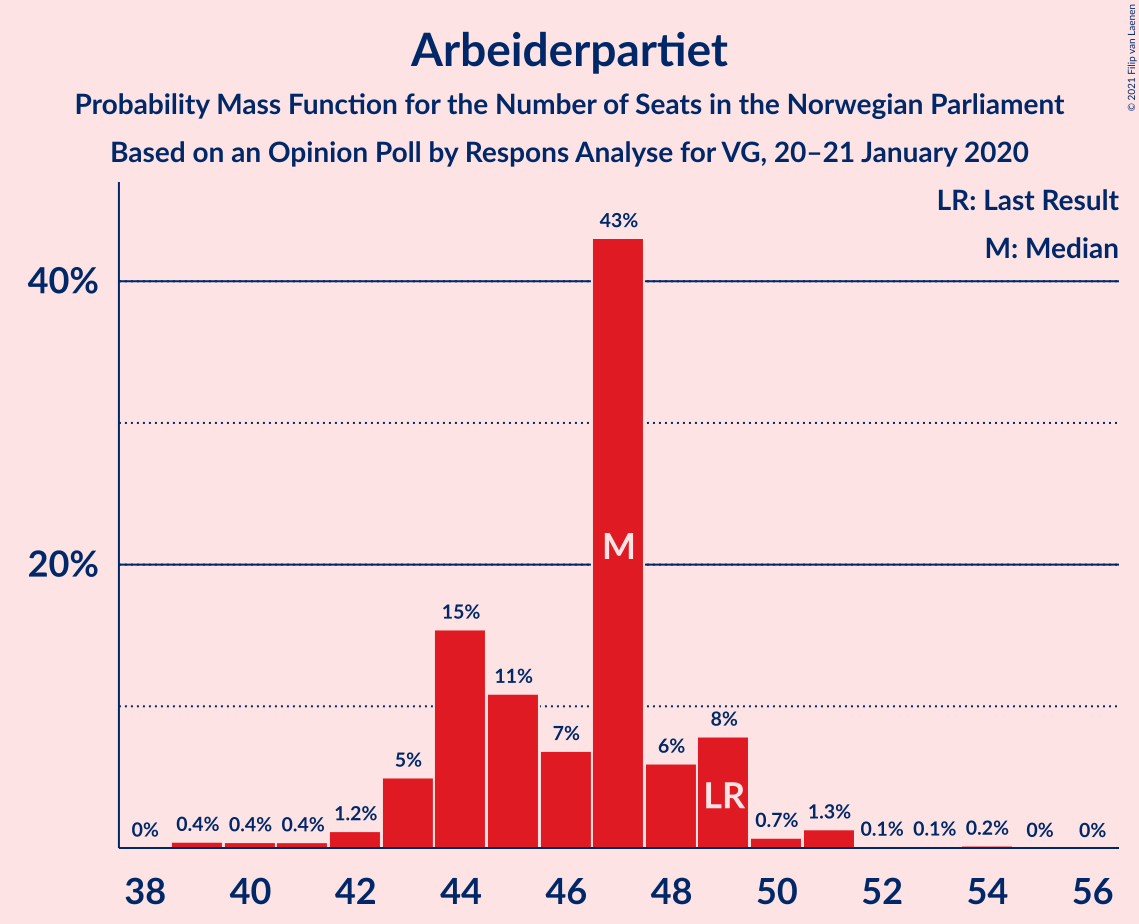 Arbeiderpartiet
Probability Mass Function for the Number of Seats in the Norwegian Parliament
Based on an Opinion Poll by Respons Analyse for VG, 20–21 January 2020
© 2021 Filip van Laenen
LR: Last Result
M: Median
40%
20%
0%
0.4%
0.4%
0.4%
1.2%
5%
15%
11%
7%
43%
M
6%
8%
LR
0.7%
1.3%
0.1%
0.1%
0.2%
0%
0%
38 40 42 44 46 48 50 52 54 56